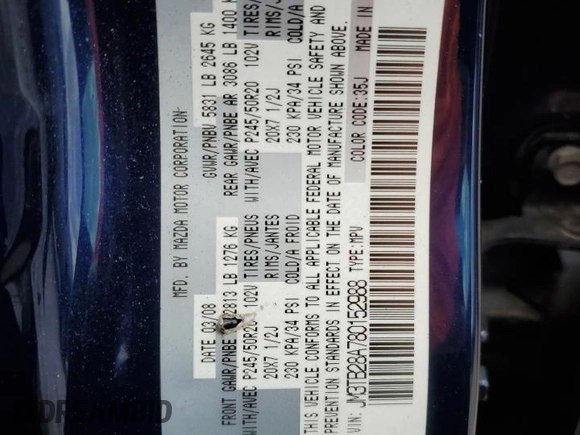 MFD. BY MAZDA MOTOR CORPORATION
DATE 03/08 GVWR/PNBV 5831 LB 2645 KG
FRONT GAWR/PNBE 2813 LB 1276 KG REAR GAWR/PNBE AR 3086 LB 1400
WITH/AVEC P245/50R20 102V TIRES/PNEUS WITH/AVEC P245/50R20 102V TIRES/
20X7 1/2J RIMS/JANTES 20X7 1/2J RIMS/
230 KPA/34 PSI COLD/A FROID 230 KPA/34 PSI COLD/A
THIS VEHICLE CONFORMS TO ALL APPLICABLE FEDERAL MOTOR VEHICLE SAFETY AND
PREVENTION STANDARDS IN EFFECT ON THE DATE OF MANUFACTURE SHOWN ABOVE.
VIN: JM3TB28A780152988 TYPE:MPV COLOR CODE:35J MADE IN